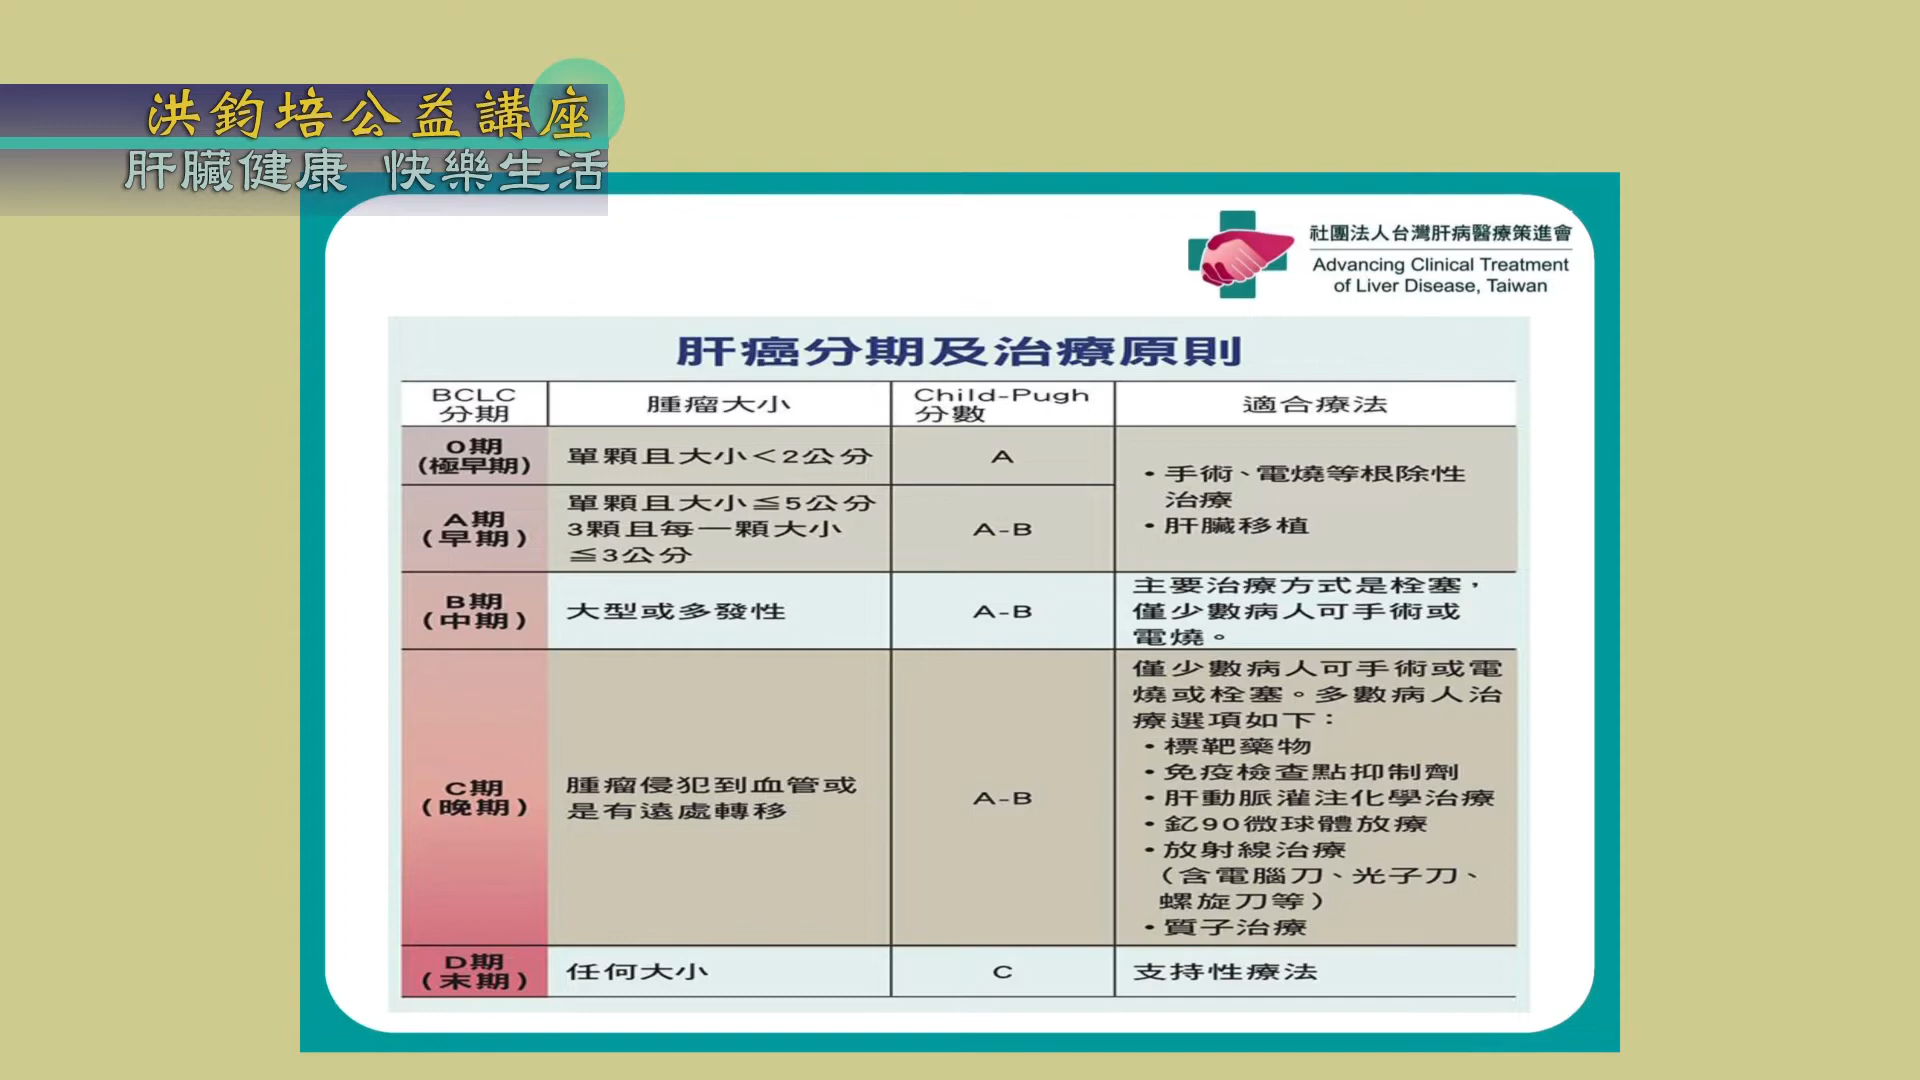 洪鈞培公益講座
肝臟健康 快樂生活
社團法人台灣肝病醫療策進會
Advancing Clinical Treatment
of Liver Disease, Taiwan
肝癌分期及治療原則
BCLC
分期
腫瘤大小
Child-Pugh
分數
適合療法
0期
(極早期)
單顆且大小<2公分
A
A期
(早期)
單顆且大小≦5公分
3顆且每一顆大小
≦3公分
A-B
•手術、電燒等根除性
治療
•肝臟移植
B期
(中期)
大型或多發性
A-B
主要治療方式是栓塞，
僅少數病人可手術或
電燒。
C期
(晚期)
腫瘤侵犯到血管或
是有遠處轉移
A-B
僅少數病人可手術或電
燒或栓塞。多數病人治
療選項如下：
•標靶藥物
•免疫檢查點抑制劑
•肝動脈灌注化學治療
•釔90微球體放療
•放射線治療
(含電腦刀、光子刀、
螺旋刀等)
•質子治療
D期
(末期)
任何大小
C
支持性療法